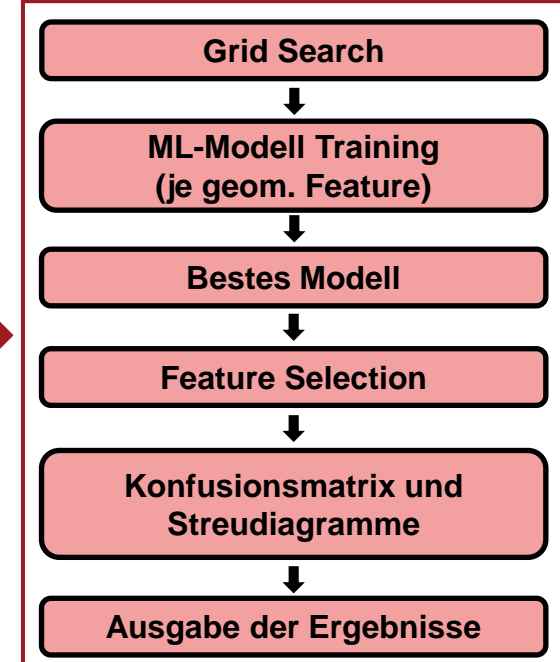 Grid Search
ML-Modell Training
(je geom. Feature)
Bestes Modell
Feature Selection
Konfusionsmatrix und
Streudiagramme
Ausgabe der Ergebnisse